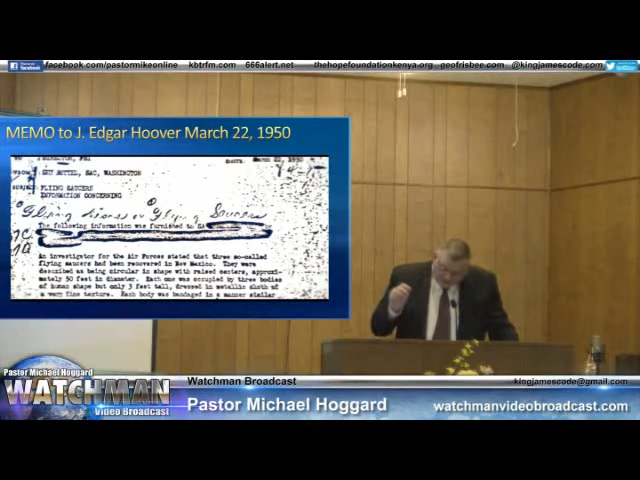 facebook.com/pastormikeonline kbtrfm.com 666alert.net thehopefoundationkenya.org geofrisbee.com @kingjamescode.com
MEMO to J. Edgar Hoover March 22, 1950
FBI DATE: March 22, 1950
GUY HOTTEL, SAC, WASHINGTON
FLYING SAUCERS
INFORMATION CONCERNING
Flying Saucers
The following information was furnished to
An investigator for the Air Forces stated that three so-called
flying saucers had been recovered in New Mexico. They were
described as being circular in shape with raised centers, approxi-
mately 50 feet in diameter. Each one was occupied by three bodies
of human shape but only 3 feet tall, dressed in metallic cloth of
a very fine texture. Each body was bandaged in a manner similar
Pastor Michael Hoggard
WATCHMAN
Video Broadcast
Watchman Broadcast kingjamescode@gmail.com
Pastor Michael Hoggard watchmanvideobroadcast.com